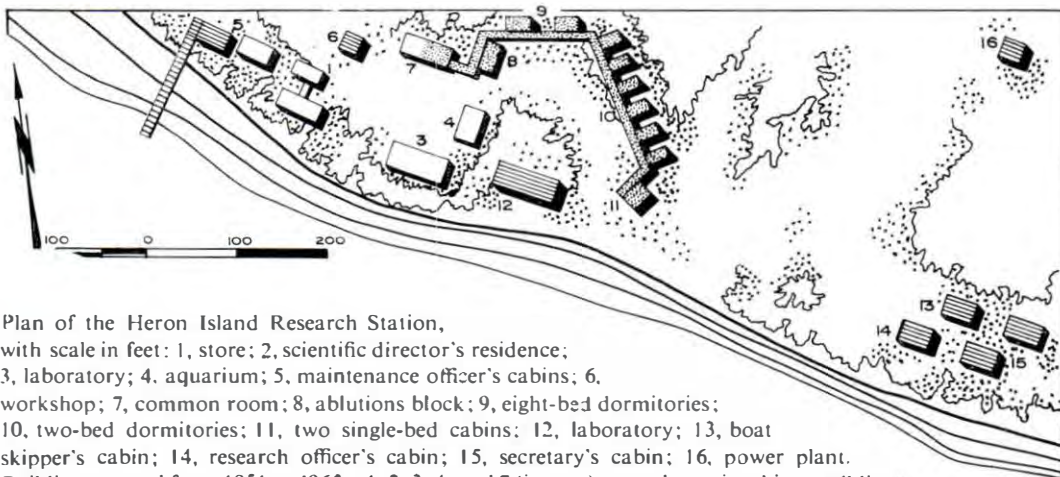 9
5
6
16
7
8
1
10
4
3
12
11
100 0 100 200
13
14
15
Plan of the Heron Island Research Station,
with scale in feet: 1, store; 2, scientific director's residence;
3, laboratory; 4, aquarium; 5, maintenance officer's cabins; 6,
workshop; 7, common room; 8, ablutions block; 9, eight-bed dormitories;
10, two-bed dormitories; 11, two single-bed cabins; 12, laboratory; 13, boat
skipper's cabin; 14, research officer's cabin; 15, secretary's cabin; 16, power plant.